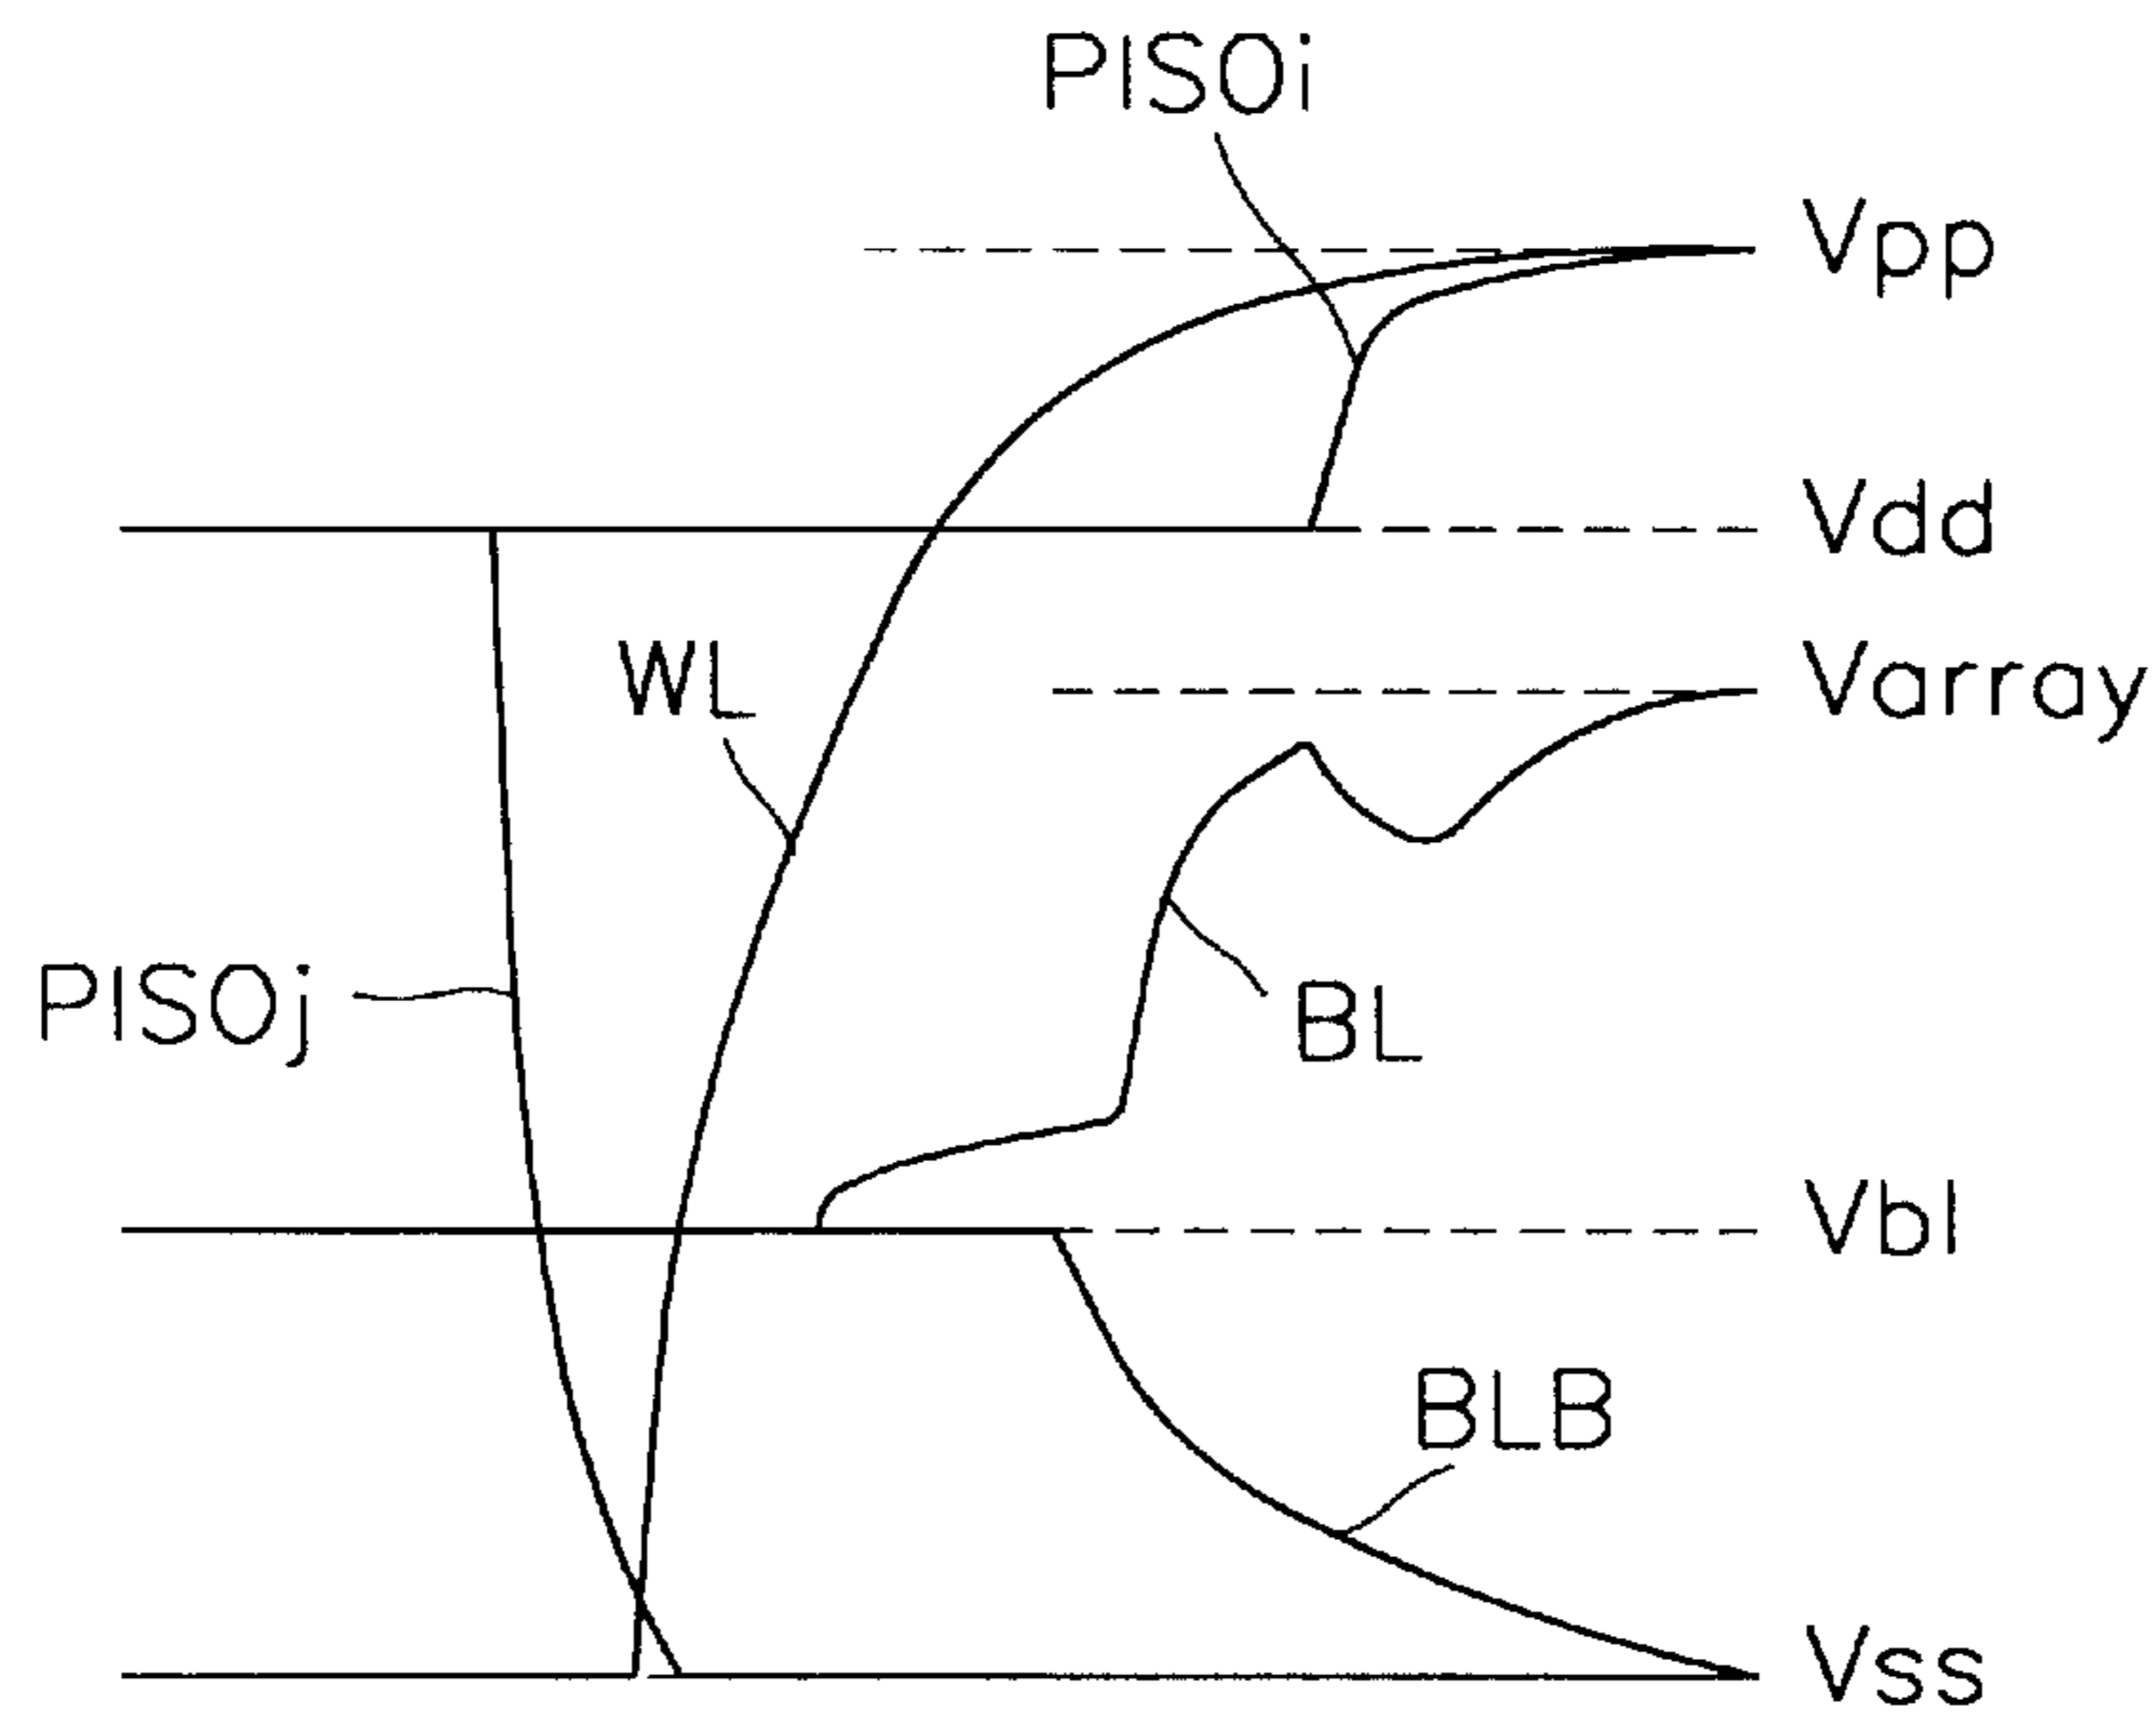 PISOi
Vpp
Vdd
WL
Varray
PISOj
BL
Vbl
BLB
Vss